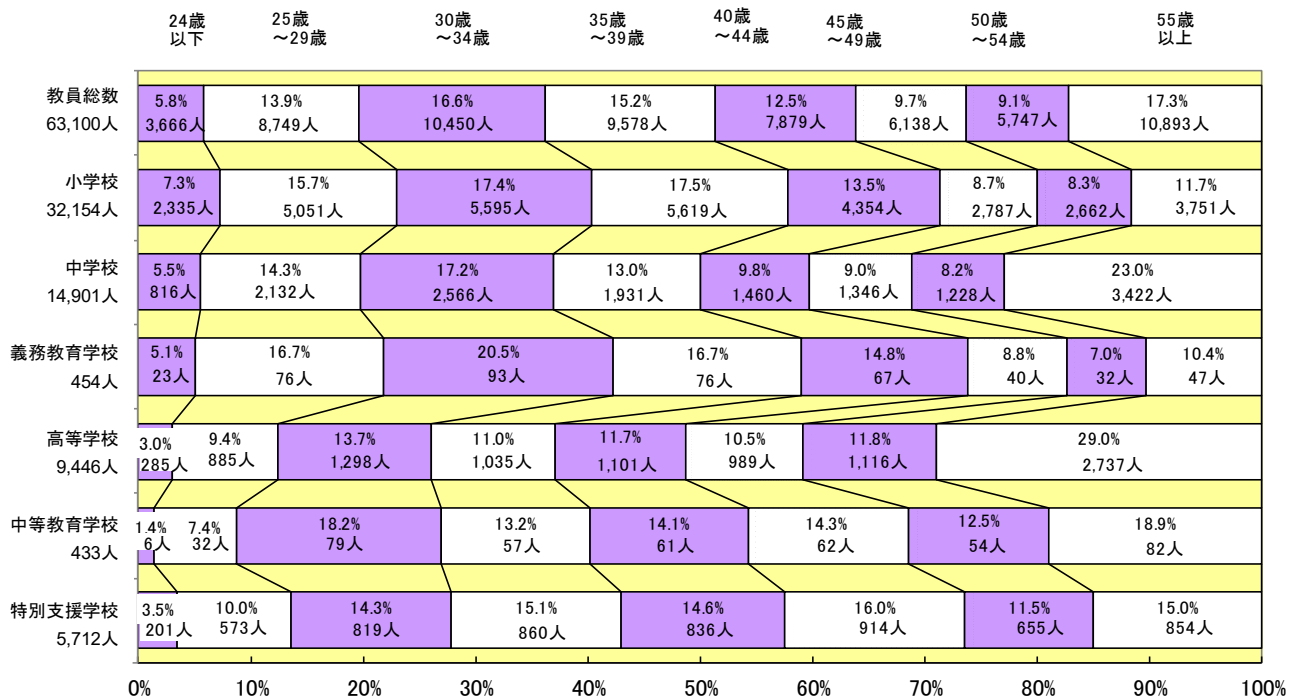 24歳
以下
25歳
～29歳
30歳
～34歳
35歳
～39歳
40歳
～44歳
45歳
～49歳
50歳
～54歳
55歳
以上
教員総数
63,100人
5.8% 13.9% 16.6% 15.2% 12.5% 9.7% 9.1% 17.3%
3,666人 8,749人 10,450人 9,578人 7,879人 6,138人 5,747人 10,893人
小学校
32,154人
7.3% 15.7% 17.4% 17.5% 13.5% 8.7% 8.3% 11.7%
2,335人 5,051人 5,595人 5,619人 4,354人 2,787人 2,662人 3,751人
中学校
14,901人
5.5% 14.3% 17.2% 13.0% 9.8% 9.0% 8.2% 23.0%
816人 2,132人 2,566人 1,931人 1,460人 1,346人 1,228人 3,422人
義務教育学校
454人
5.1% 16.7% 20.5% 16.7% 14.8% 8.8% 7.0% 10.4%
23人 76人 93人 76人 67人 40人 32人 47人
高等学校
9,446人
3.0% 9.4% 13.7% 11.0% 11.7% 10.5% 11.8% 29.0%
285人 885人 1,298人 1,035人 1,101人 989人 1,116人 2,737人
中等教育学校
433人
1.4% 7.4% 18.2% 13.2% 14.1% 14.3% 12.5% 18.9%
6人 32人 79人 57人 61人 62人 54人 82人
特別支援学校
5,712人
3.5% 10.0% 14.3% 15.1% 14.6% 16.0% 11.5% 15.0%
201人 573人 819人 860人 836人 914人 655人 854人
0% 10% 20% 30% 40% 50% 60% 70% 80% 90% 100%